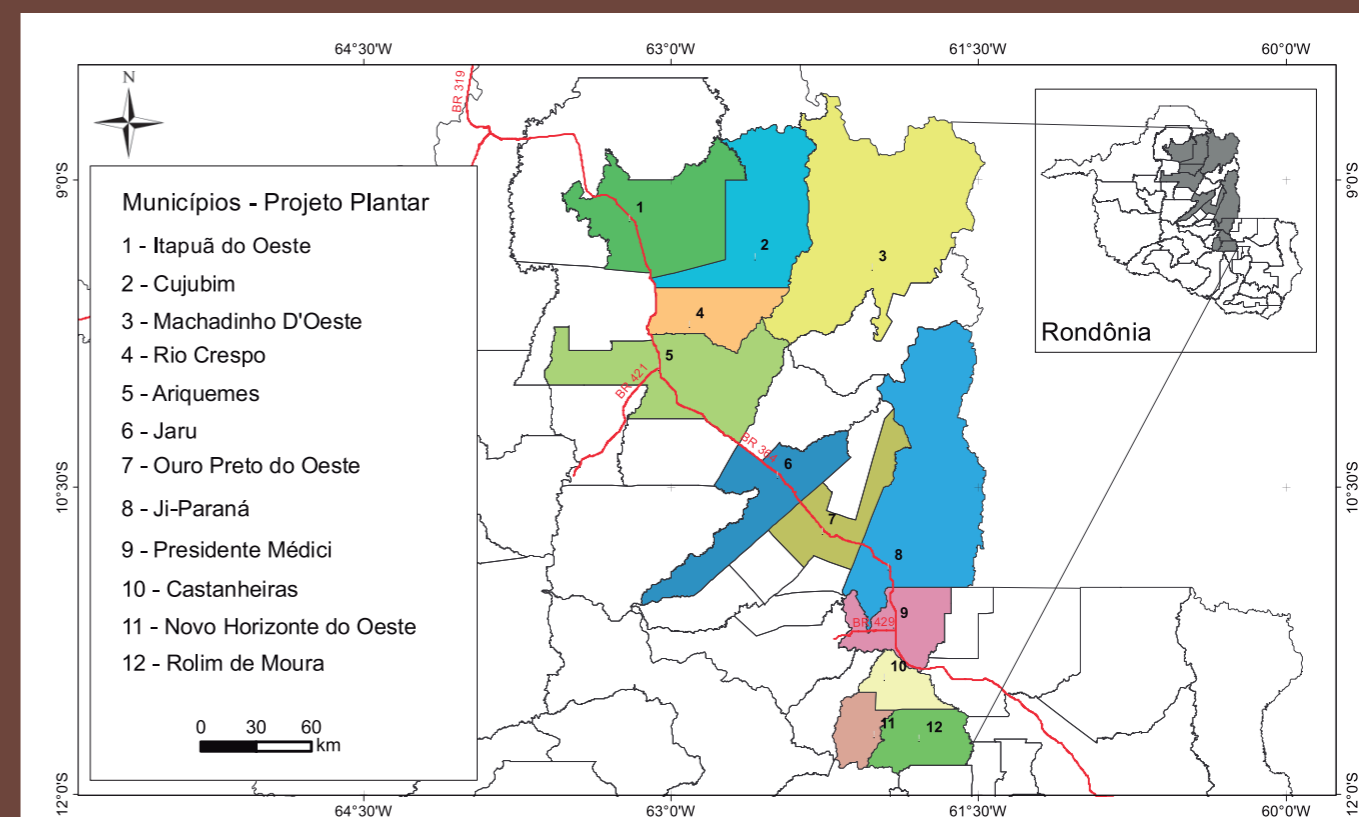 64°30'W 63°0'W 61°30'W 60°0'W
N
BR 319
9°0'S
9°0'S
Municípios - Projeto Plantar
1 - Itapuã do Oeste
2 - Cujubim
3 - Machadinho D'Oeste
4 - Rio Crespo
5 - Ariquemes
6 - Jaru
7 - Ouro Preto do Oeste
8 - Ji-Paraná
9 - Presidente Médici
10 - Castanheiras
11 - Novo Horizonte do Oeste
12 - Rolim de Moura
0 30 60
km
1
2
3
4
5
BR 421
BR 364
6
7
8
9
BR 429
10
11
12
Rondônia
10°30'S
10°30'S
12°0'S
12°0'S
64°30'W 63°0'W 61°30'W 60°0'W